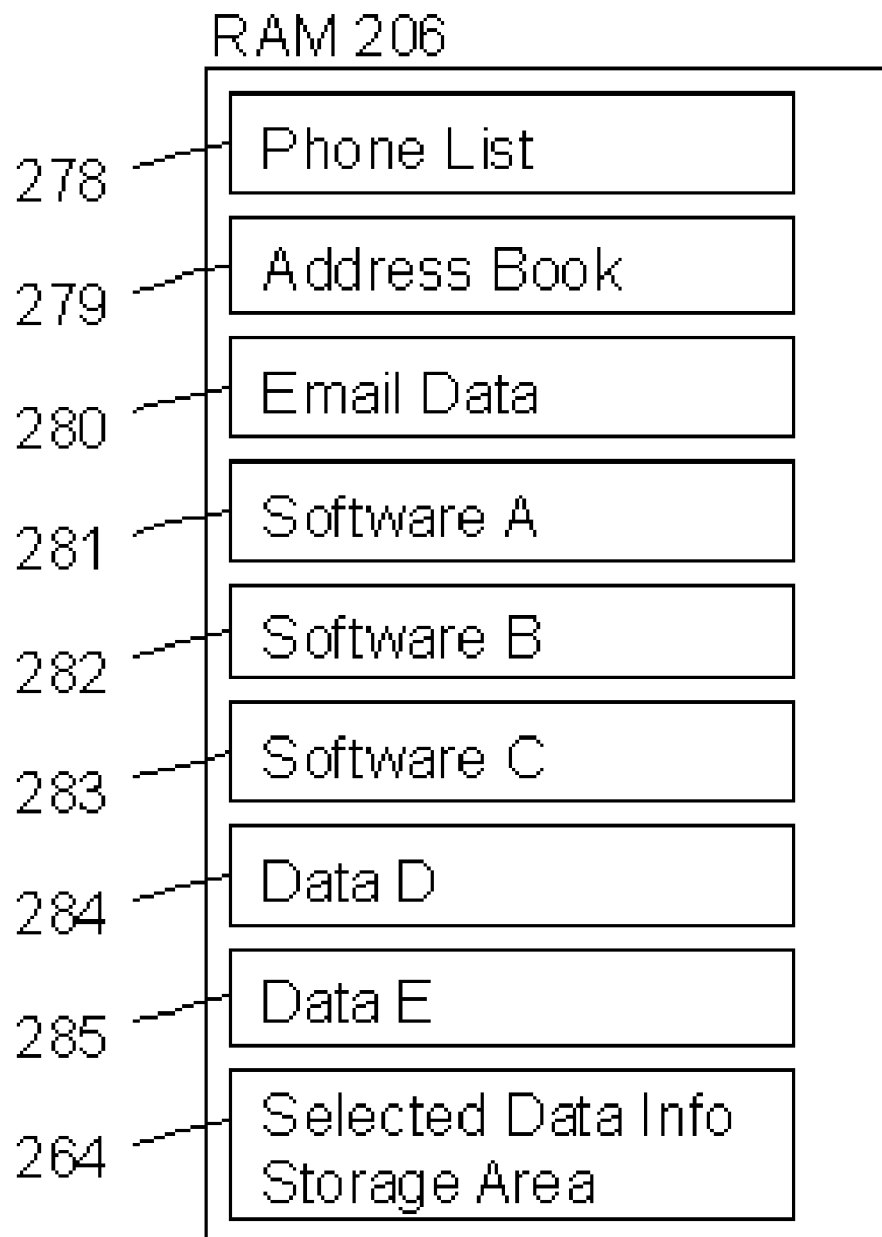 RAM 206
278 Phone List
279 Address Book
280 Email Data
281 Software A
282 Software B
283 Software C
284 Data D
285 Data E
264 Selected Data Info
Storage Area